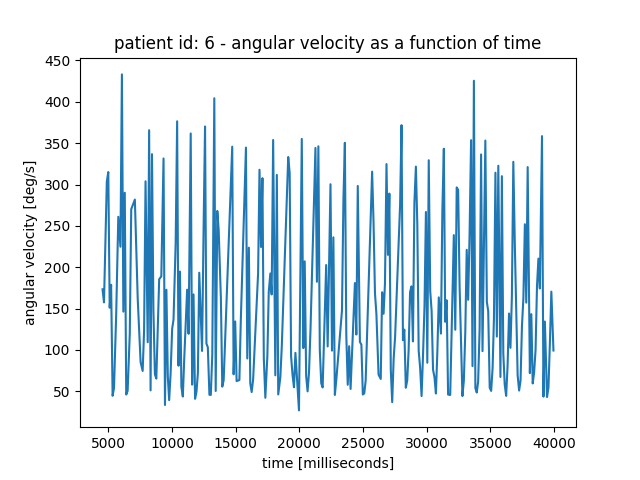 patient id: 6 - angular velocity as a function of time
450
400
350
300
250
200
150
100
50
angular velocity [deg/s]
5000 10000 15000 20000 25000 30000 35000 40000
time [milliseconds]